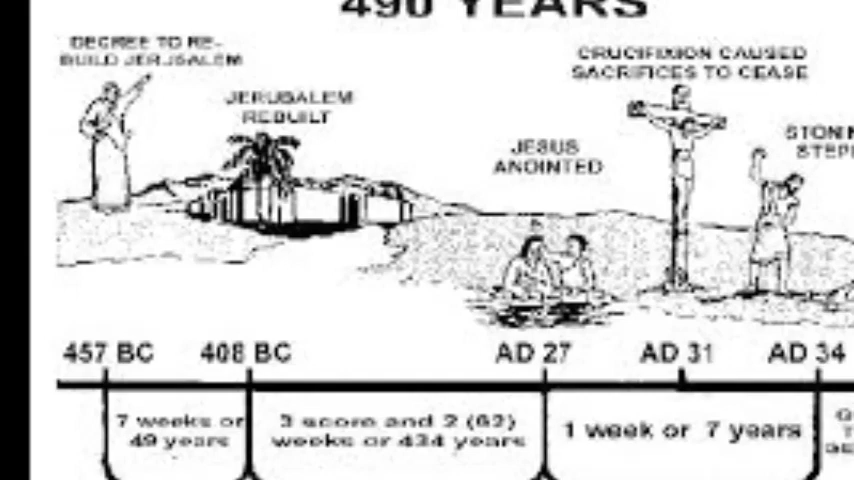 490 YEARS
DECREE TO RE-
BUILD JERUSALEM
CRUCIFIXION CAUSED
SACRIFICES TO CEASE
JERUSALEM
REBUILT
JESUS
ANOINTED
457 BC
408 BC
AD 27
AD 31
AD 34
7 weeks or
49 years
3 score and 2 (62)
weeks or 434 years
1 week or 7 years